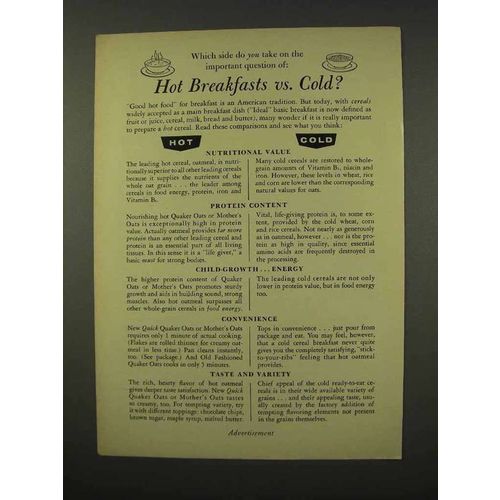 Which side do you take on the
important question of:
Hot Breakfasts vs. Cold?
"Good hot food" for breakfast is an American tradition. But today, with cereals
widely accepted as a main breakfast dish ("Ideal" basic breakfast is now defined as
fruit or juice, cereal, milk, bread and butter), many wonder if it is really important
to prepare a hot cereal. Read these comparisons and see what you think:
HOT
COLD
NUTRITIONAL VALUE
The leading hot cereal, oatmeal, is nutri-
tionally superior to all other leading cereals
because it supplies the nutrients of the
whole oat grain . . . the leader among
cereals in food energy, protein, iron and
Vitamin B₁.
Many cold cereals are restored to whole-
grain amounts of Vitamin B₁, niacin and
iron. However, these levels in wheat, rice
and corn are lower than the corresponding
natural values for oats.
PROTEIN CONTENT
Nourishing hot Quaker Oats or Mother's
Oats is exceptionally high in protein
value. Actually oatmeal provides far more
protein than any other leading cereal and
protein is an essential part of all living
tissues. In this sense it is a "life giver," a
basic must for strong bodies.
Vital, life-giving protein is, to some ex-
tent, provided by the cold wheat, corn
and rice cereals. Not nearly as generously
as in oatmeal, however . . . nor is the pro-
tein as high in quality, since essential
amino acids are frequently destroyed in
the processing.
CHILD-GROWTH . . . ENERGY
The higher protein content of Quaker
Oats or Mother's Oats promotes sturdy
growth and aids in building sound, strong
muscles. Also hot oatmeal surpasses all
other whole-grain cereals in food energy.
The leading cold cereals are not only
lower in protein value, but in food energy
too.
CONVENIENCE
New Quick Quaker Oats or Mother's Oats
requires only 1 minute of actual cooking.
(Flakes are rolled thinner for creamy oat-
meal in less time.) Pan cleans instantly,
too. (See package.) And Old Fashioned
Quaker Oats cooks in only 5 minutes.
Tops in convenience . . . just pour from
package and eat. You may feel, however,
that a cold cereal breakfast never quite
gives you the completely satisfying, "stick-
to-your-ribs" feeling that hot oatmeal
provides.
TASTE AND VARIETY
The rich, hearty flavor of hot oatmeal
gives deeper taste satisfaction. New Quick
Quaker Oats or Mother's Oats tastes
so creamy, too. For tempting variety, try
it with different toppings: chocolate chips,
brown sugar, maple syrup, melted butter.
Chief appeal of the cold ready-to-eat ce-
reals is in their wide available variety of
grains . . . and their appealing taste, usu-
ally created by the factory addition of
tempting flavoring elements not present
in the grains themselves.
Advertisement